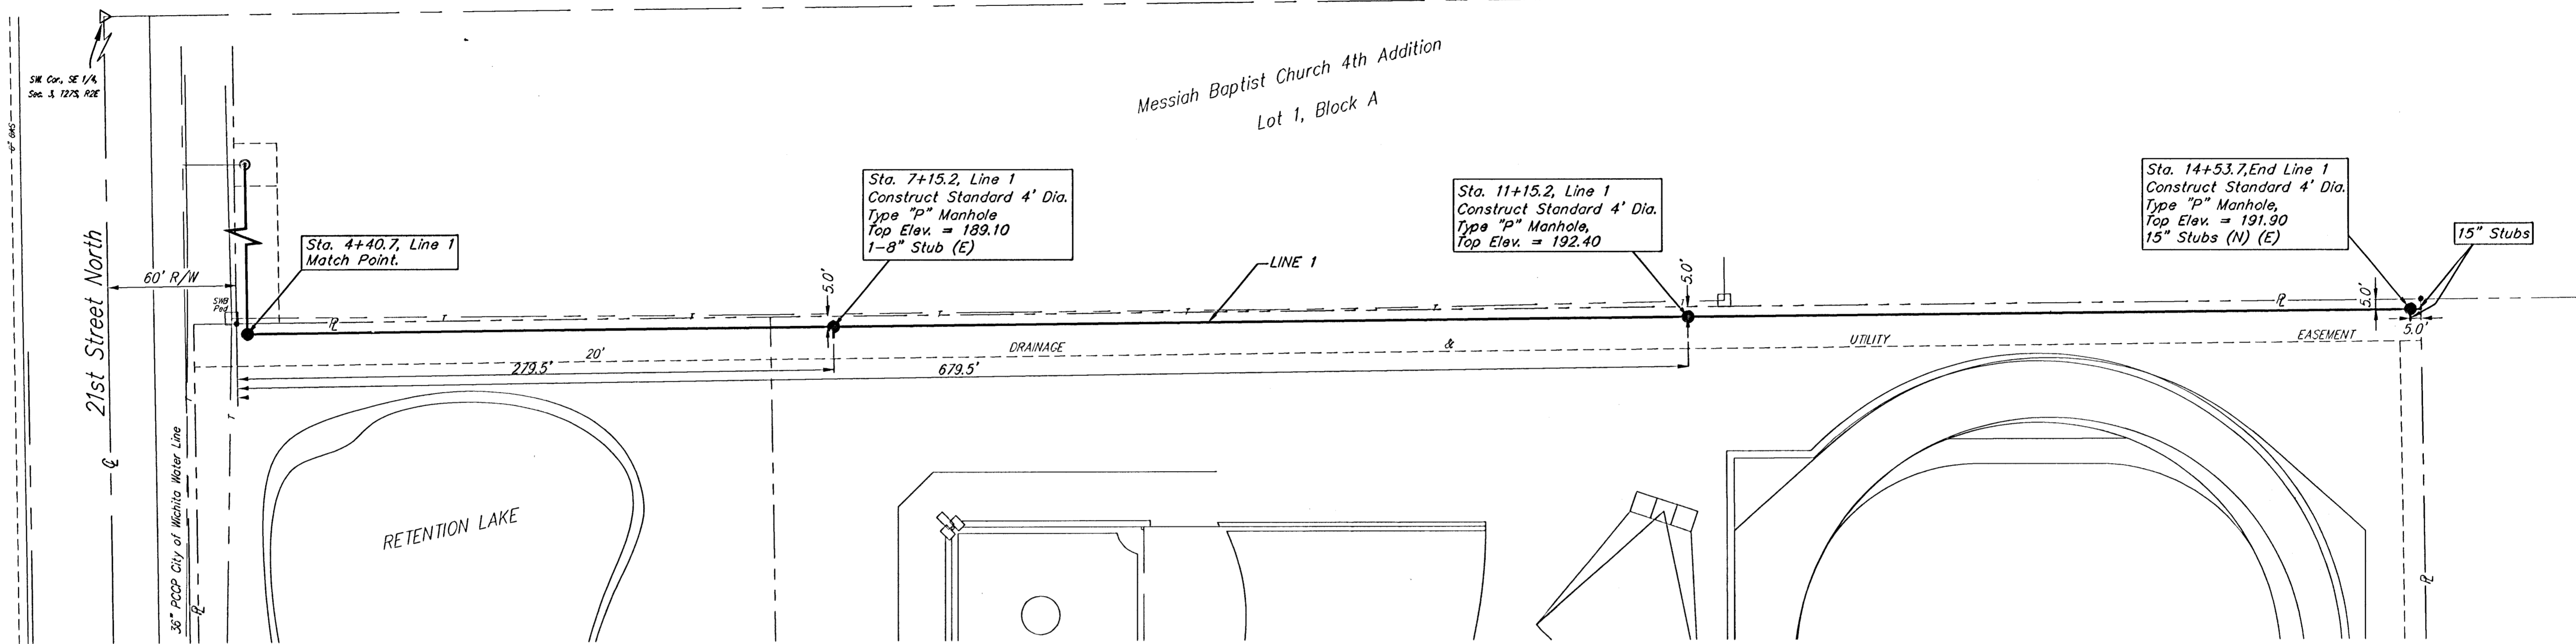 Messiah Baptist Church 4th Addition
Lot 1, Block A
SW. Cor., SE 1/4,
Sec. 3, T27S, R2E
6" GAS
21st Street North
60' R/W
SWB
Ped
36" PCCP City of Wichita Water Line
Sta. 4+40.7, Line 1
Match Point.
Sta. 7+15.2, Line 1
Construct Standard 4' Dia.
Type "P" Manhole
Top Elev. = 189.10
1-8" Stub (E)
5.0'
LINE 1
Sta. 11+15.2, Line 1
Construct Standard 4' Dia.
Type "P" Manhole,
Top Elev. = 192.40
5.0'
Sta. 14+53.7,End Line 1
Construct Standard 4' Dia.
Type "P" Manhole,
Top Elev. = 191.90
15" Stubs (N) (E)
15" Stubs
5.0'
5.0'
20'
DRAINAGE & UTILITY EASEMENT
279.5'
679.5'
RETENTION LAKE